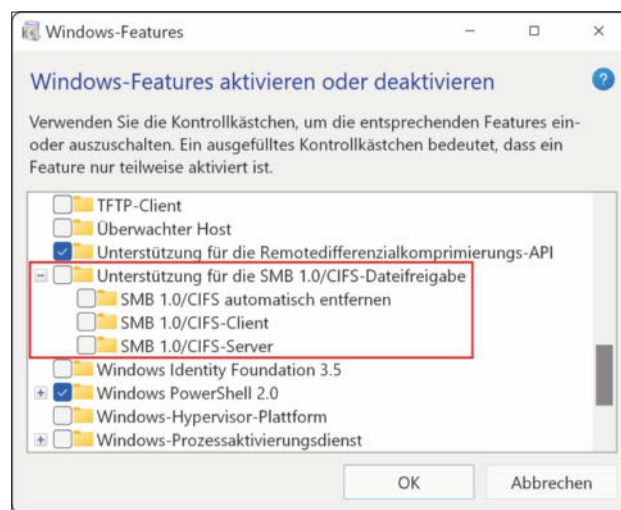 Windows-Features
Windows-Features aktivieren oder deaktivieren
Verwenden Sie die Kontrollkästchen, um die entsprechenden Features ein-
oder auszuschalten. Ein ausgefülltes Kontrollkästchen bedeutet, dass ein
Feature nur teilweise aktiviert ist.
TFTP-Client
Überwachter Host
Unterstützung für die Remotedifferenzialkomprimierungs-API
Unterstützung für die SMB 1.0/CIFS-Dateifreigabe
SMB 1.0/CIFS automatisch entfernen
SMB 1.0/CIFS-Client
SMB 1.0/CIFS-Server
Windows Identity Foundation 3.5
Windows PowerShell 2.0
Windows-Hypervisor-Plattform
Windows-Prozessaktivierungsdienst
OK Abbrechen